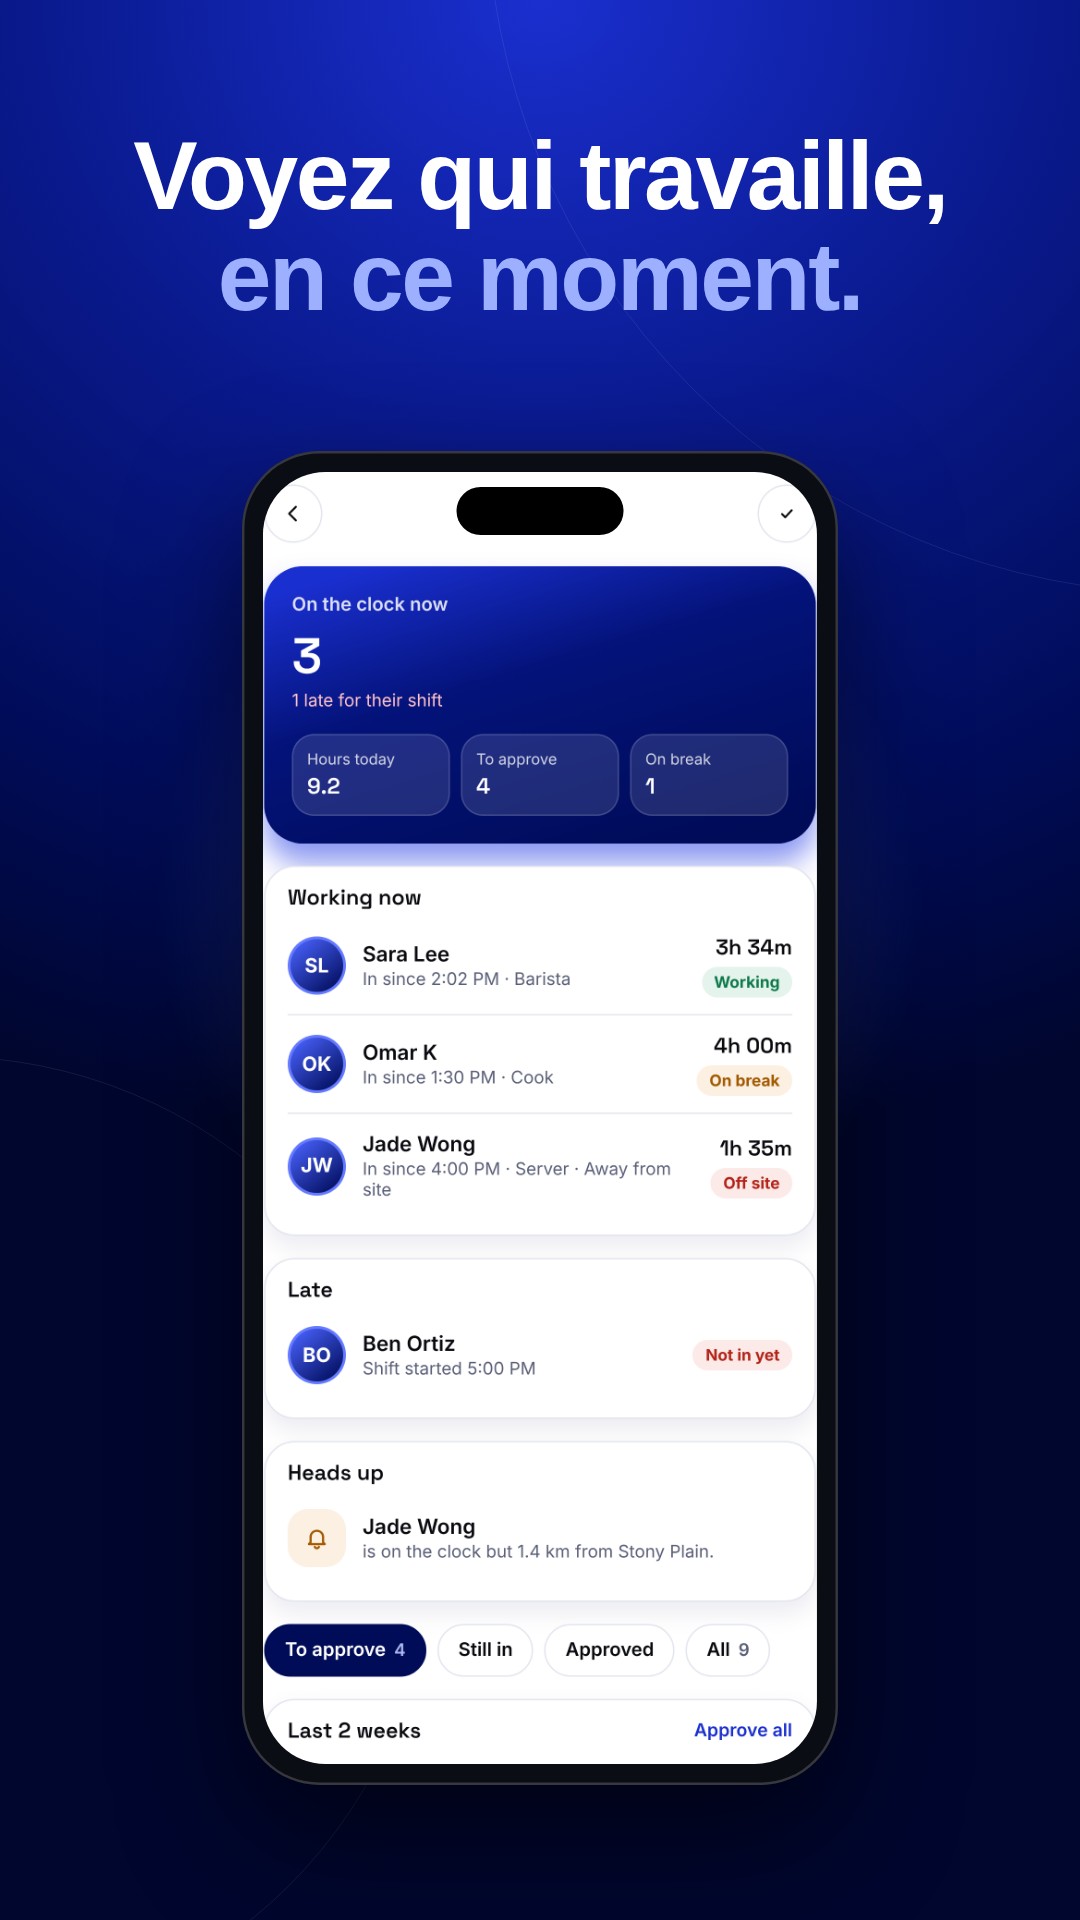 Voyez qui travaille,
en ce moment.
On the clock now
3
1 late for their shift
Hours today
9.2
To approve
4
On break
1
Working now
SL
Sara Lee
In since 2:02 PM · Barista
3h 34m
Working
OK
Omar K
In since 1:30 PM · Cook
4h 00m
On break
JW
Jade Wong
In since 4:00 PM · Server · Away from
site
1h 35m
Off site
Late
BO
Ben Ortiz
Shift started 5:00 PM
Not in yet
Heads up
Jade Wong
is on the clock but 1.4 km from Stony Plain.
To approve 4
Still in
Approved
All 9
Last 2 weeks
Approve all